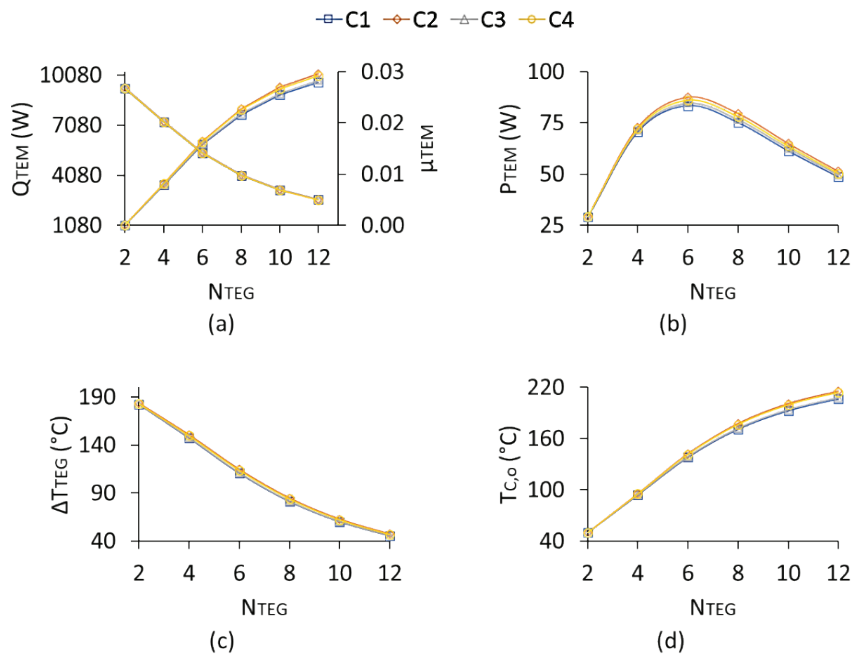 C1 C2 C3 C4
10080
7080
4080
1080
QTEM (W)
0.03
0.02
0.01
0.00
μTEM
2 4 6 8 10 12
NTEG
(a)
100
75
50
25
PTEM (W)
2 4 6 8 10 12
NTEG
(b)
190
140
90
40
ΔTTEG (°C)
2 4 6 8 10 12
NTEG
(c)
220
160
100
40
TC,o (°C)
2 4 6 8 10 12
NTEG
(d)